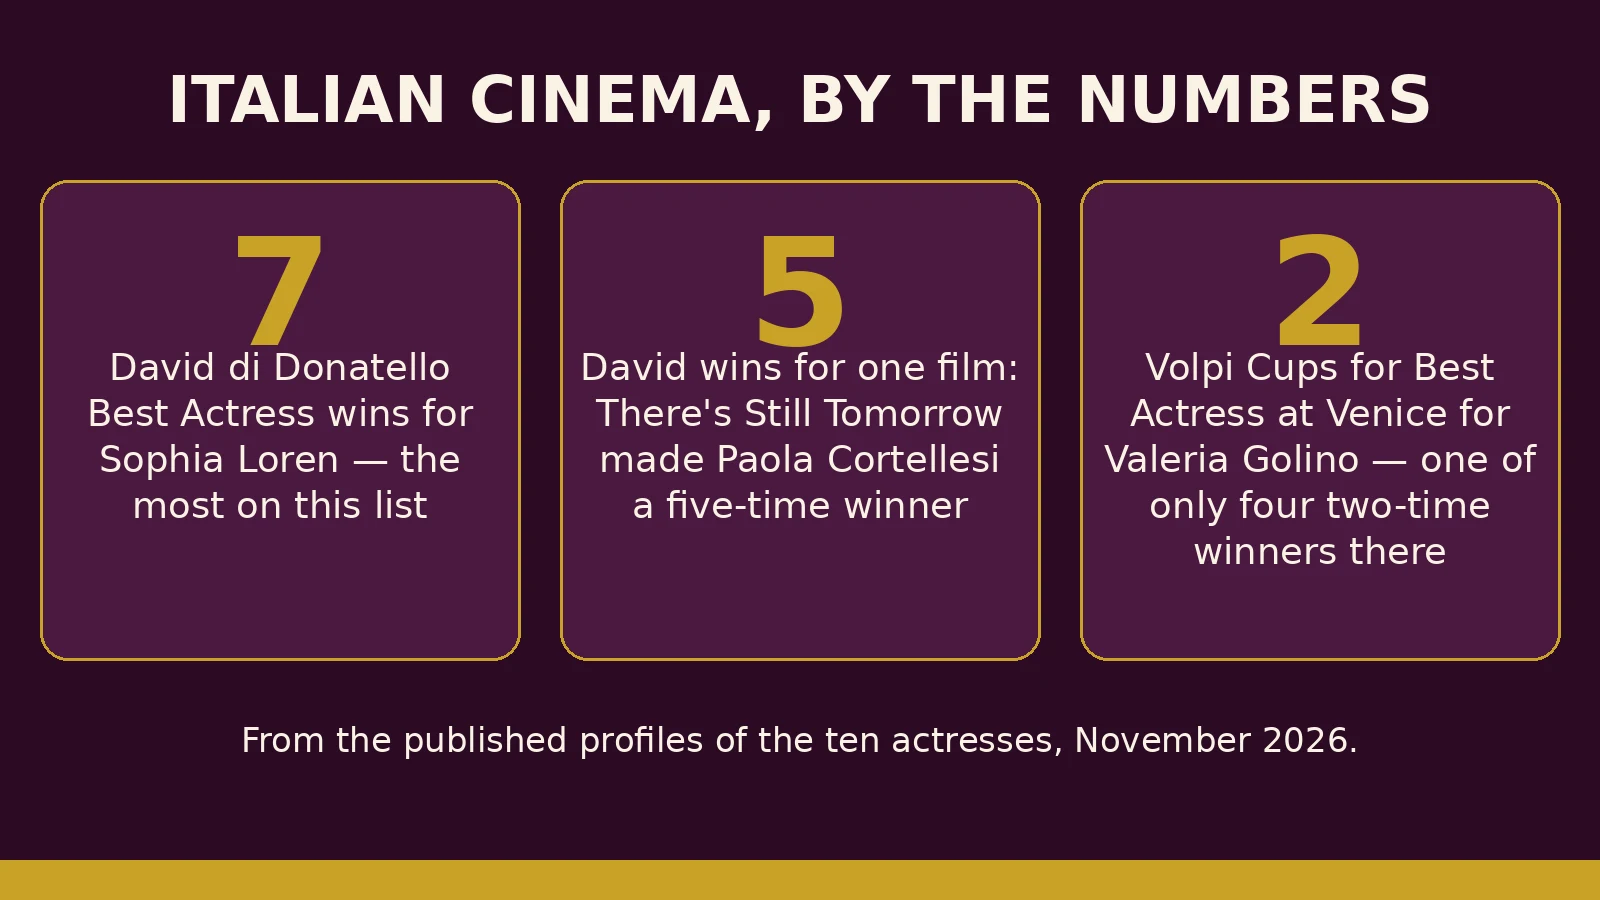 ITALIAN CINEMA, BY THE NUMBERS
7
David di Donatello
Best Actress wins for
Sophia Loren — the
most on this list
5
David wins for one film:
There's Still Tomorrow
made Paola Cortellesi
a five-time winner
2
Volpi Cups for Best
Actress at Venice for
Valeria Golino — one of
only four two-time
winners there
From the published profiles of the ten actresses, November 2026.